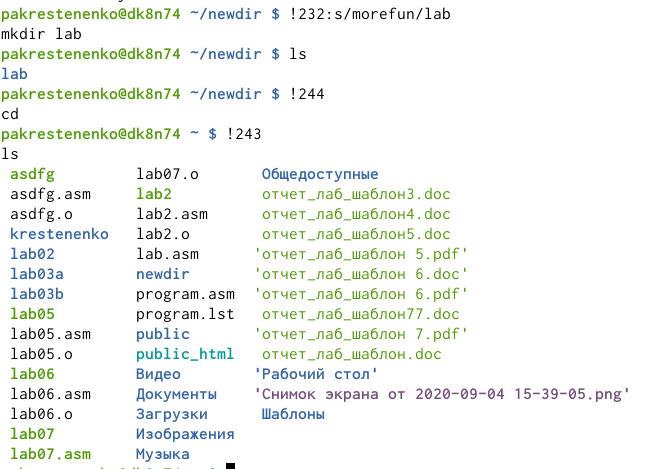 pakrestenenko@dk8n74 ~/newdir $ !232:s/morefun/lab
mkdir lab
pakrestenenko@dk8n74 ~/newdir $ ls
lab
pakrestenenko@dk8n74 ~/newdir $ !244
cd
pakrestenenko@dk8n74 ~ $ !243
ls
asdfg lab07.o Общедоступные
asdfg.asm lab2 отчет_лаб_шаблон3.doc
asdfg.o lab2.asm отчет_лаб_шаблон4.doc
krestenenko lab2.o отчет_лаб_шаблон5.doc
lab02 lab.asm 'отчет_лаб_шаблон 5.pdf'
lab03a newdir 'отчет_лаб_шаблон 6.doc'
lab03b program.asm 'отчет_лаб_шаблон 6.pdf'
lab05 program.lst отчет_лаб_шаблон77.doc
lab05.asm public 'отчет_лаб_шаблон 7.pdf'
lab05.o public_html отчет_лаб_шаблон.doc
lab06 Видео 'Рабочий стол'
lab06.asm Документы 'Снимок экрана от 2020-09-04 15-39-05.png'
lab06.o Загрузки Шаблоны
lab07 Изображения
lab07.asm Музыка